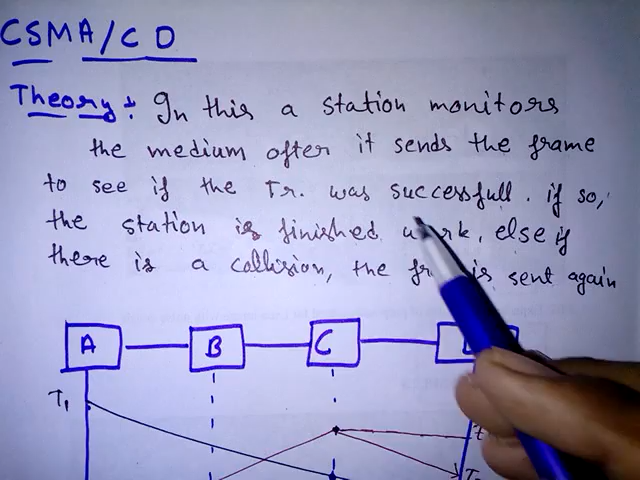 CSMA/CD
Theory : In this a station monitors
the medium after it sends the frame
to see if the Tr. was successfull. if so,
the station is finished, else if
there is a collision, the is sent again
A B C
T1